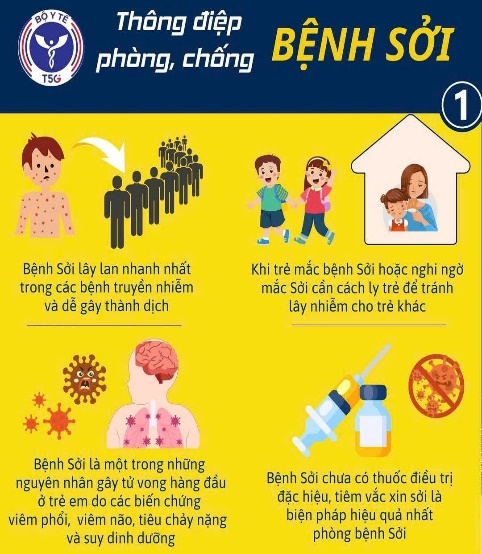 BỘ Y TẾ
T5G
Thông điệp
phòng, chống
BỆNH SỞI
1
Bệnh Sởi lây lan nhanh nhất
trong các bệnh truyền nhiễm
và dễ gây thành dịch
Khi trẻ mắc bệnh Sởi hoặc nghi ngờ
mắc Sởi cần cách ly trẻ để tránh
lây nhiễm cho trẻ khác
Bệnh Sởi là một trong những
nguyên nhân gây tử vong hàng đầu
ở trẻ em do các biến chứng
viêm phổi, viêm não, tiêu chảy nặng
và suy dinh dưỡng
Bệnh Sởi chưa có thuốc điều trị
đặc hiệu, tiêm vắc xin sởi là
biện pháp hiệu quả nhất
phòng bệnh Sởi